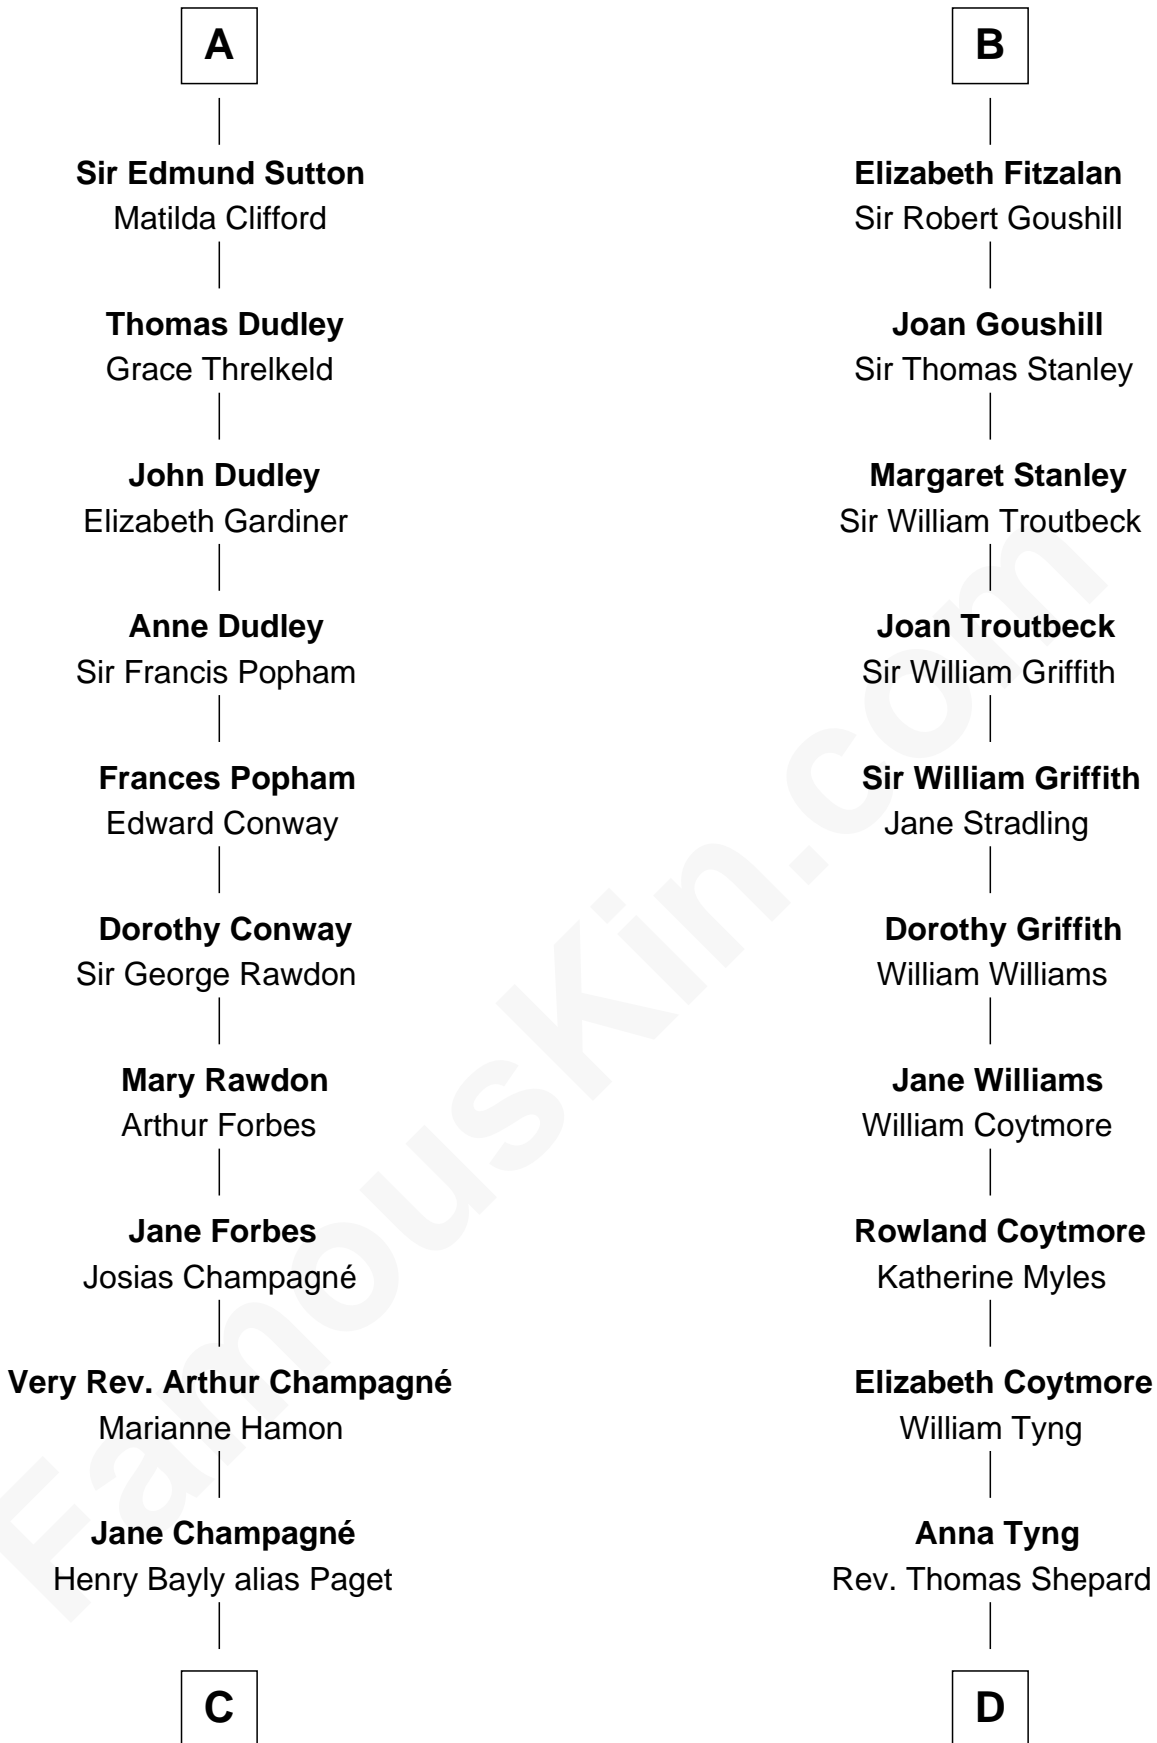 A
Sir Edmund Sutton
Matilda Clifford
Thomas Dudley
Grace Threlkeld
John Dudley
Elizabeth Gardiner
Anne Dudley
Sir Francis Popham
Frances Popham
Edward Conway
Dorothy Conway
Sir George Rawdon
Mary Rawdon
Arthur Forbes
Jane Forbes
Josias Champagné
Very Rev. Arthur Champagné
Marianne Hamon
Jane Champagné
Henry Bayly alias Paget
C
B
Elizabeth Fitzalan
Sir Robert Goushill
Joan Goushill
Sir Thomas Stanley
Margaret Stanley
Sir William Troutbeck
Joan Troutbeck
Sir William Griffith
Sir William Griffith
Jane Stradling
Dorothy Griffith
William Williams
Jane Williams
William Coytmore
Rowland Coytmore
Katherine Myles
Elizabeth Coytmore
William Tyng
Anna Tyng
Rev. Thomas Shepard
D
FamousKin.com